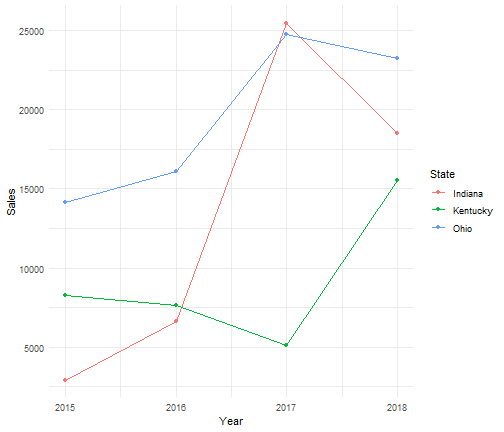 25000
20000
15000
10000
5000
Sales
2015 2016 2017 2018
Year
State
Indiana
Kentucky
Ohio